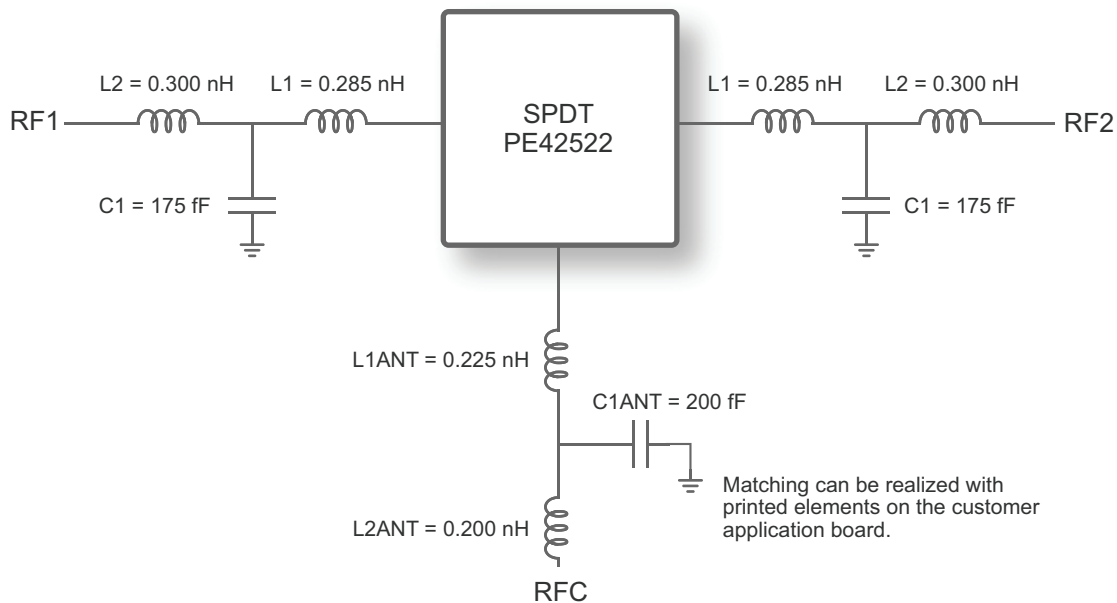 L2 = 0.300 nH
L1 = 0.285 nH
RF1
C1 = 175 fF
SPDT
PE42522
L1 = 0.285 nH
L2 = 0.300 nH
RF2
C1 = 175 fF
L1ANT = 0.225 nH
C1ANT = 200 fF
L2ANT = 0.200 nH
RFC
Matching can be realized with
printed elements on the customer
application board.